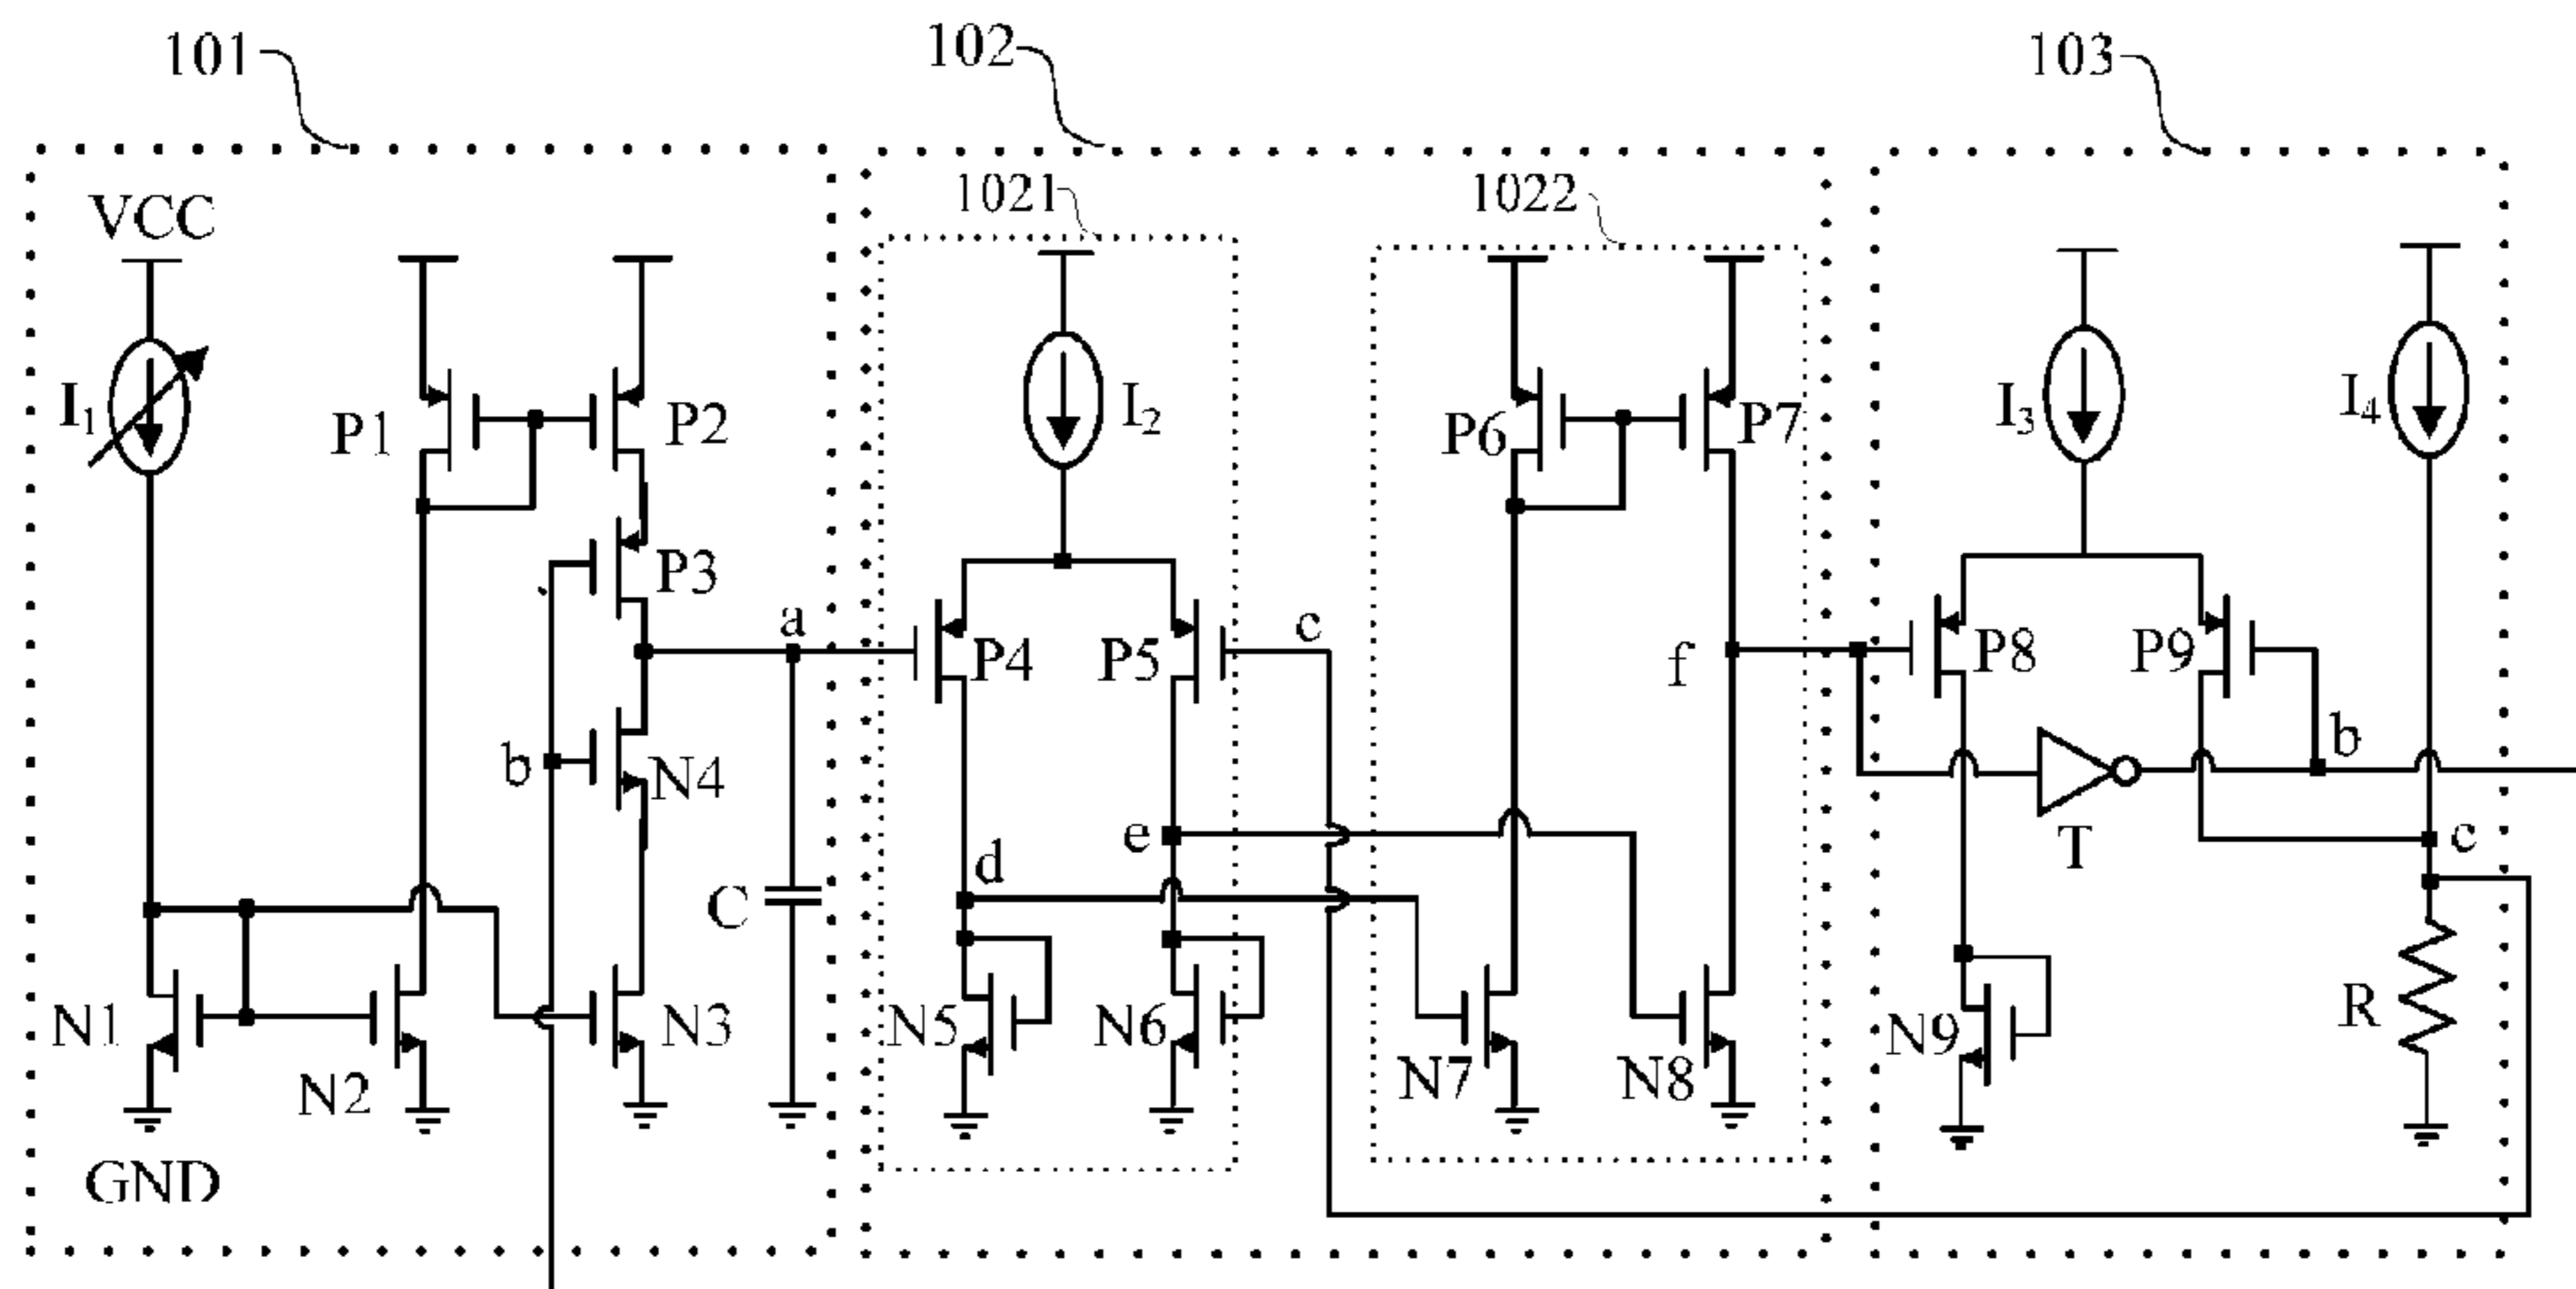 101
102
103
VCC
1021
1022
I₁
P1
P2
I₂
P6
P7
I₃
I₄
P3
a
P4
P5
c
f
P8
P9
b
N4
b
e
T
c
d
C
N1
N2
N3
N5
N6
N7
N8
N9
R
GND